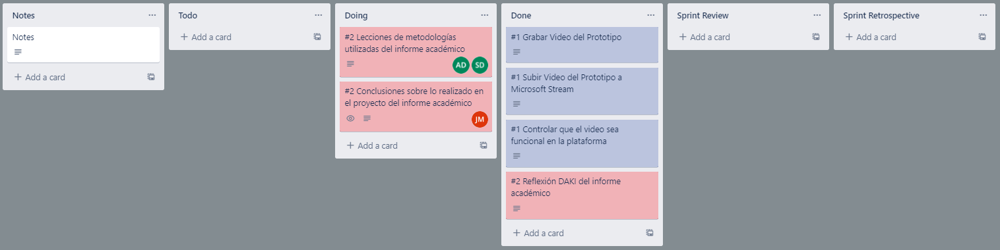 Notes
Notes
Add a card
Todo
Add a card
Doing
#2 Lecciones de metodologías
utilizadas del informe académico
AD SD
#2 Conclusiones sobre lo realizado en
el proyecto del informe académico
JM
Add a card
Done
#1 Grabar Video del Prototipo
#1 Subir Video del Prototipo a
Microsoft Stream
#1 Controlar que el video sea
funcional en la plataforma
#2 Reflexión DAKI del informe
académico
Add a card
Sprint Review
Add a card
Sprint Retrospective
Add a card